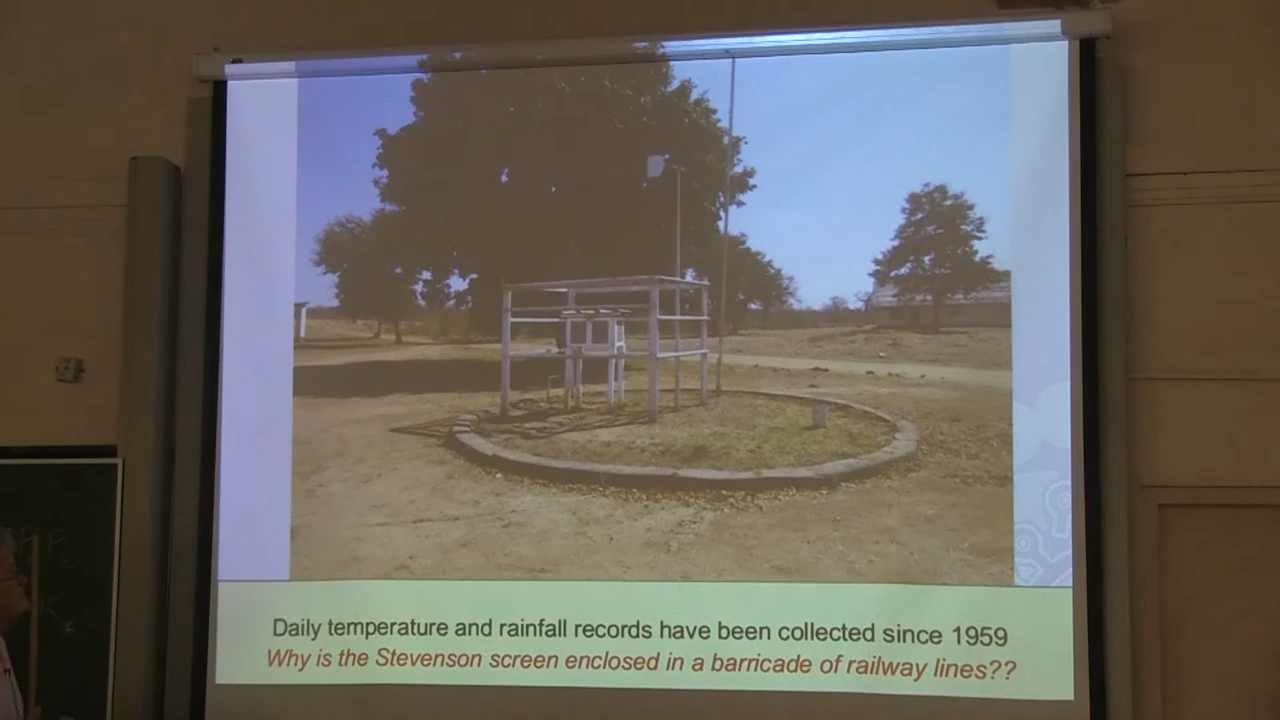 Daily temperature and rainfall records have been collected since 1959
Why is the Stevenson screen enclosed in a barricade of railway lines??